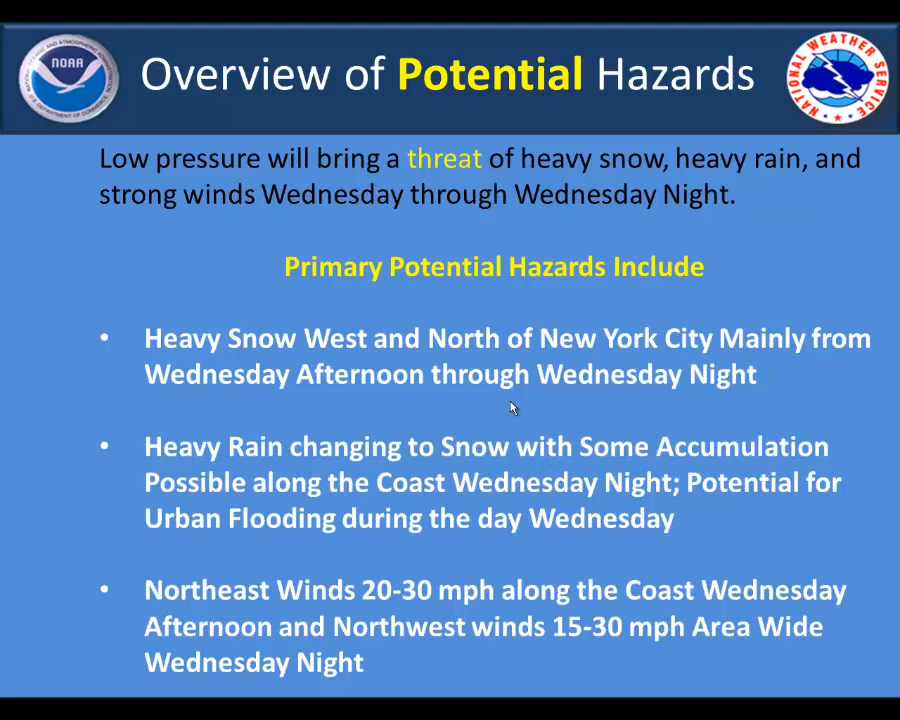 Overview of Potential Hazards
NOAA
NATIONAL WEATHER SERVICE
Low pressure will bring a threat of heavy snow, heavy rain, and
strong winds Wednesday through Wednesday Night.
Primary Potential Hazards Include
• Heavy Snow West and North of New York City Mainly from
Wednesday Afternoon through Wednesday Night
• Heavy Rain changing to Snow with Some Accumulation
Possible along the Coast Wednesday Night; Potential for
Urban Flooding during the day Wednesday
• Northeast Winds 20-30 mph along the Coast Wednesday
Afternoon and Northwest winds 15-30 mph Area Wide
Wednesday Night